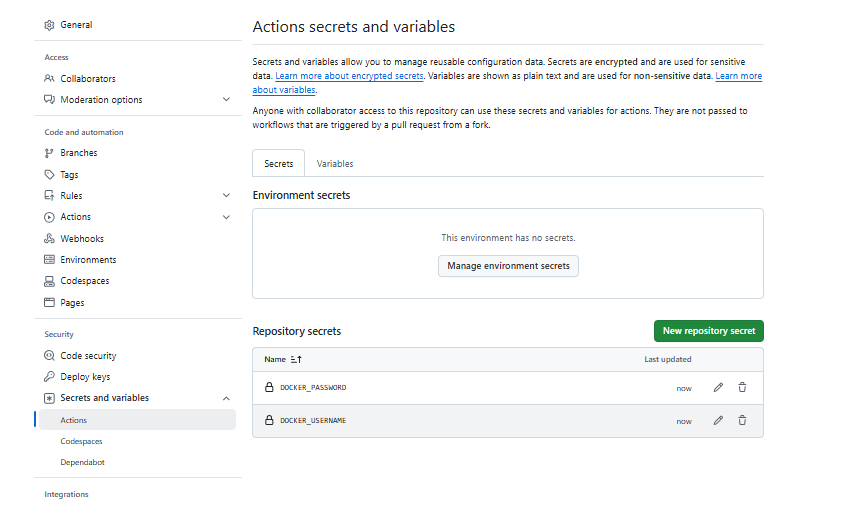 General
Access
Collaborators
Moderation options
Code and automation
Branches
Tags
Rules
Actions
Webhooks
Environments
Codespaces
Pages
Security
Code security
Deploy keys
Secrets and variables
Actions
Codespaces
Dependabot
Integrations
Actions secrets and variables
Secrets and variables allow you to manage reusable configuration data. Secrets are encrypted and are used for sensitive
data. Learn more about encrypted secrets. Variables are shown as plain text and are used for non-sensitive data. Learn more
about variables.
Anyone with collaborator access to this repository can use these secrets and variables for actions. They are not passed to
workflows that are triggered by a pull request from a fork.
Secrets Variables
Environment secrets
This environment has no secrets.
Manage environment secrets
Repository secrets New repository secret
Name Last updated
DOCKER_PASSWORD now
DOCKER_USERNAME now